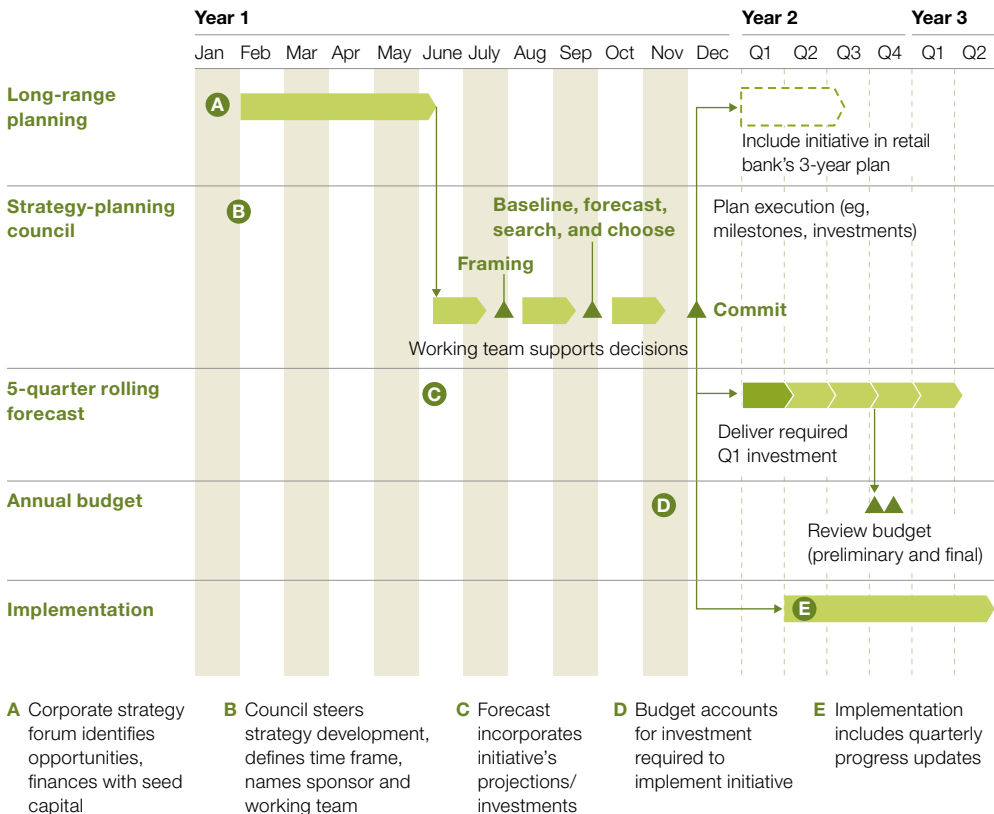 Year 1 Year 2 Year 3
Jan Feb Mar Apr May June July Aug Sep Oct Nov Dec Q1 Q2 Q3 Q4 Q1 Q2
Long-range
planning
A
Include initiative in retail
bank's 3-year plan
Strategy-planning
council
B
Baseline, forecast,
search, and choose
Plan execution (eg,
milestones, investments)
Framing
Commit
Working team supports decisions
5-quarter rolling
forecast
C
Deliver required
Q1 investment
Annual budget
D
Review budget
(preliminary and final)
Implementation
E
A Corporate strategy
forum identifies
opportunities,
finances with seed
capital
B Council steers
strategy development,
defines time frame,
names sponsor and
working team
C Forecast
incorporates
initiative's
projections/
investments
D Budget accounts
for investment
required to
implement initiative
E Implementation
includes quarterly
progress updates